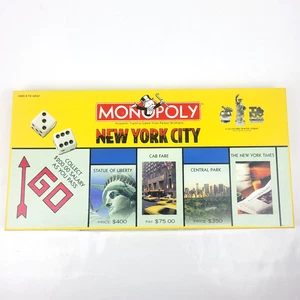 MONOPOLY
NEW YORK CITY
COLLECT
$200.00 SALARY
AS YOU PASS
GO
STATUE OF LIBERTY
PRICE $400
CAB FARE
PAY $75.00
CENTRAL PARK
PRICE $350
THE NEW YORK TIMES